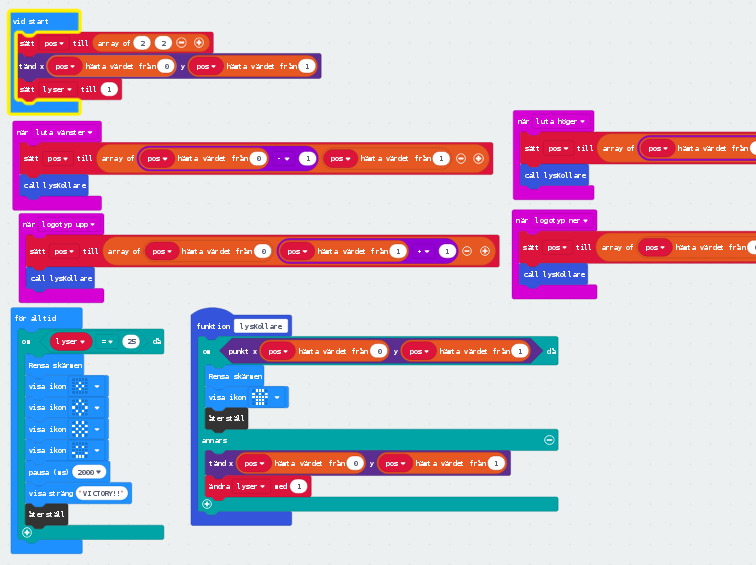 vid start
sätt pos till array of 2 2
tänd x pos hämta värdet från 0 y pos hämta värdet från 1
sätt lyser till 1
när luta vänster
sätt pos till array of pos hämta värdet från 0 - 1 pos hämta värdet från 1
call lyskollare
när luta höger
sätt pos till array of pos hämta värdet från
call lyskollare
när logotyp upp
sätt pos till array of pos hämta värdet från 0 pos hämta värdet från 1 - 1
call lyskollare
när logotyp ner
sätt pos till array of pos hämta värdet från
call lyskollare
för alltid
om lyser = 25 då
Rensa skärmen
visa ikon
visa ikon
visa ikon
visa ikon
pausa (ms) 2000
visa sträng "VICTORY!!"
återställ
funktion lyskollare
om punkt x pos hämta värdet från 0 y pos hämta värdet från 1 då
Rensa skärmen
visa ikon
återställ
annars
tänd x pos hämta värdet från 0 y pos hämta värdet från 1
ändra lyser med 1